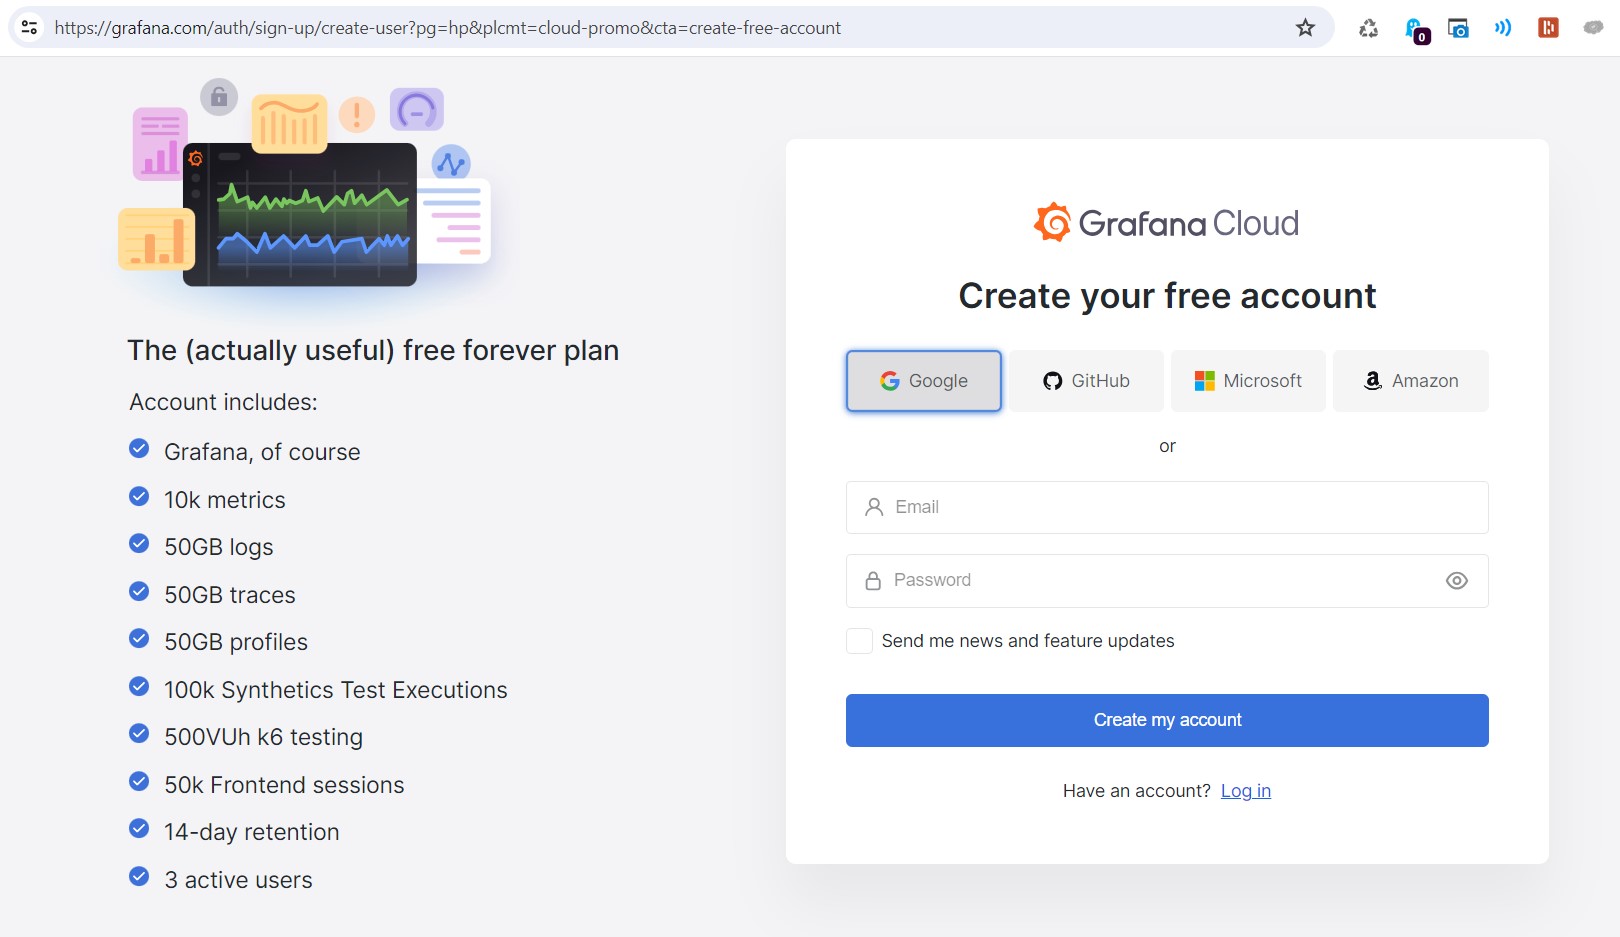 https://grafana.com/auth/sign-up/create-user?pg=hp&plcmt=cloud-promo&cta=create-free-account
0
The (actually useful) free forever plan
Account includes:
Grafana, of course
10k metrics
50GB logs
50GB traces
50GB profiles
100k Synthetics Test Executions
500VUh k6 testing
50k Frontend sessions
14-day retention
3 active users
Grafana Cloud
Create your free account
Google GitHub Microsoft Amazon
or
Email
Password
Send me news and feature updates
Create my account
Have an account? Log in